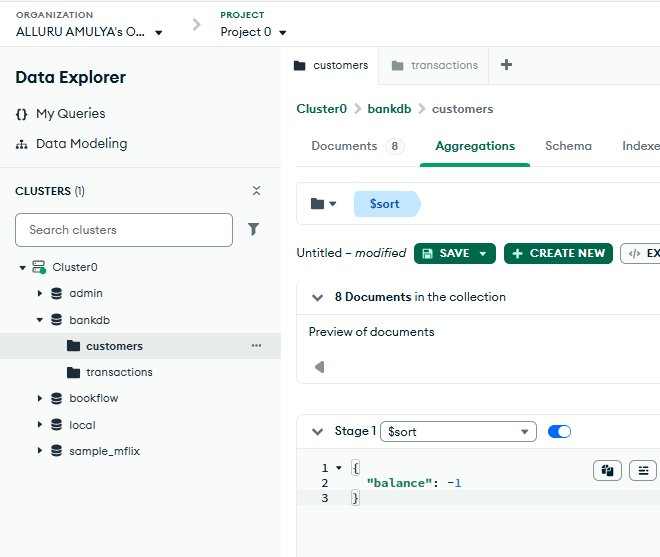 ORGANIZATION
ALLURU AMULYA's O...
PROJECT
Project 0
Data Explorer
My Queries
Data Modeling
CLUSTERS (1)
Search clusters
Cluster0
admin
bankdb
customers
transactions
bookflow
local
sample_mflix
customers
transactions
Cluster0 > bankdb > customers
Documents 8 Aggregations Schema Indexe
$sort
Untitled – modified SAVE + CREATE NEW </> EX
8 Documents in the collection
Preview of documents
Stage 1 $sort
1 {
2 "balance": -1
3 }